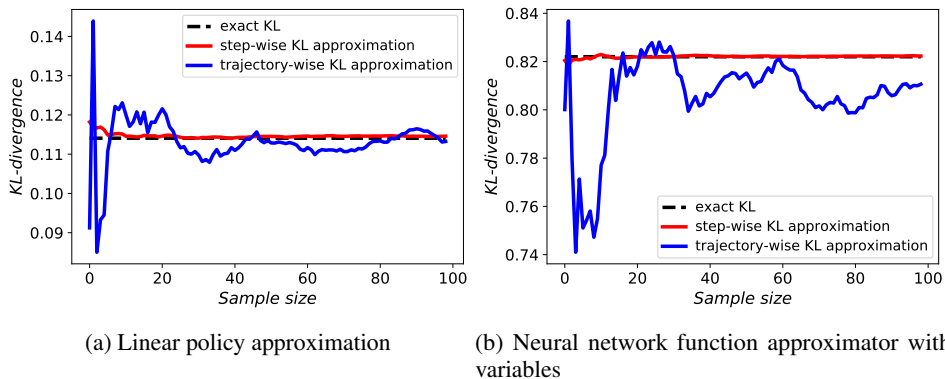 exact KL
step-wise KL approximation
trajectory-wise KL approximation
0.14
0.13
0.12
0.11
0.10
0.09
KL-divergence
0
20
40
60
80
100
Sample size
(a) Linear policy approximation
0.84
0.82
0.80
0.78
0.76
0.74
KL-divergence
exact KL
step-wise KL approximation
trajectory-wise KL approximation
0
20
40
60
80
100
Sample size
(b) Neural network function approximator with
variables